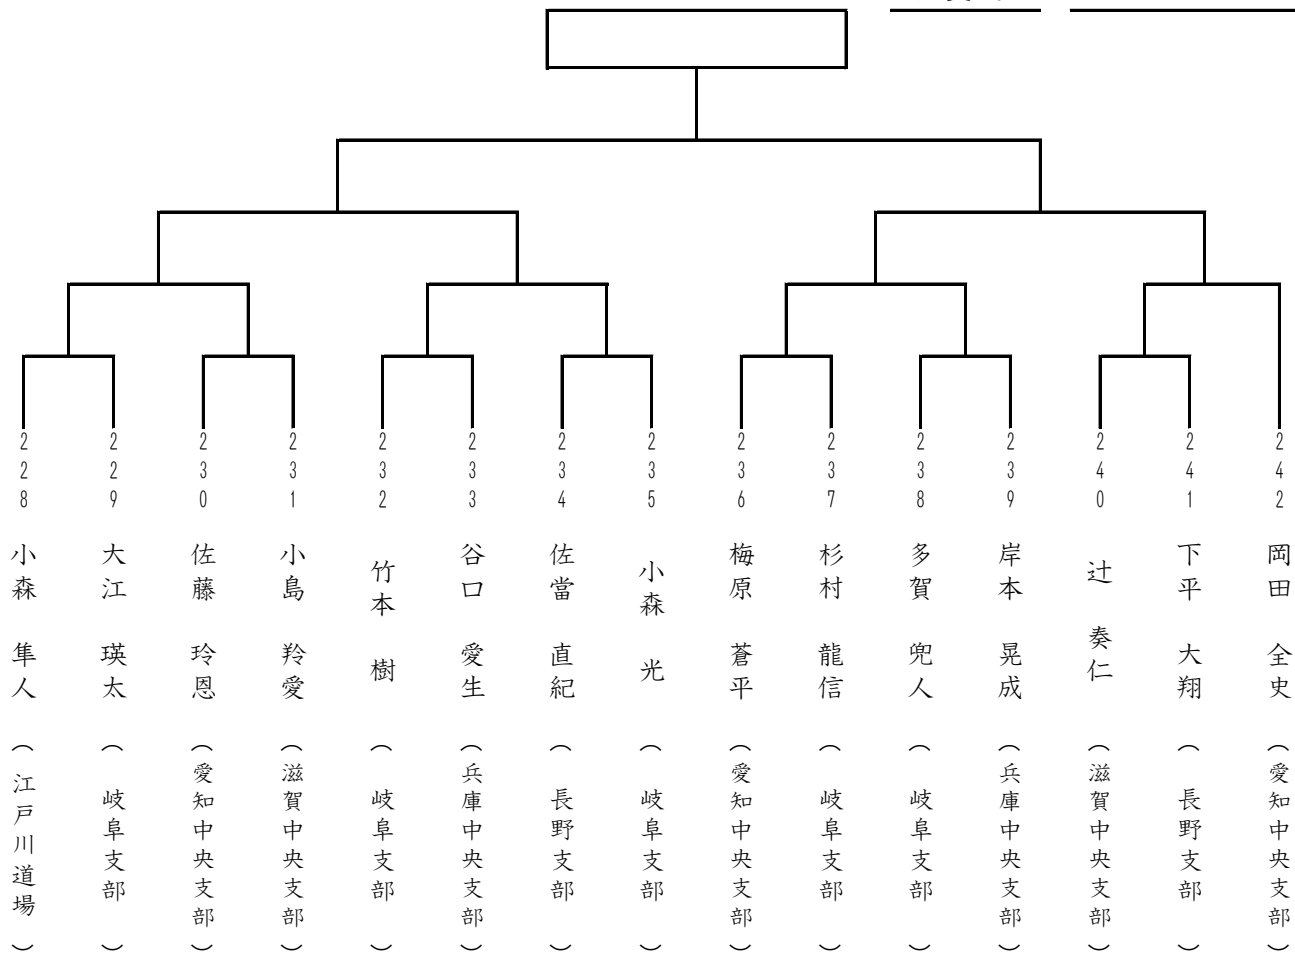 228 小森 隼人 (江戸川道場)
229 大江 瑛太 (岐阜支部)
230 佐藤 玲恩 (愛知中央支部)
231 小島 羚愛 (滋賀中央支部)
232 竹本 樹 (岐阜支部)
233 谷口 愛生 (兵庫中央支部)
234 佐當 直紀 (長野支部)
235 小森 光 (岐阜支部)
236 梅原 蒼平 (愛知中央支部)
237 杉村 龍信 (岐阜支部)
238 多賀 兜人 (岐阜支部)
239 岸本 晃成 (兵庫中央支部)
240 辻 奏仁 (滋賀中央支部)
241 下平 大翔 (長野支部)
242 岡田 全史 (愛知中央支部)